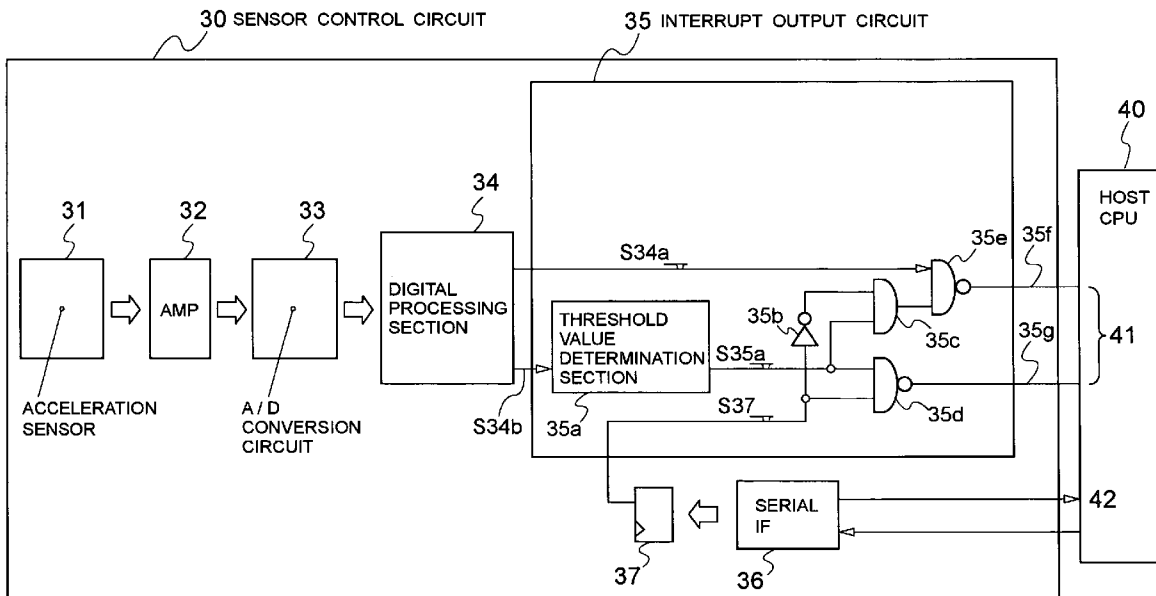 30 SENSOR CONTROL CIRCUIT
35 INTERRUPT OUTPUT CIRCUIT
40
HOST
CPU
34
31
32
33
35e
35f
S34a
AMP
DIGITAL
PROCESSING
SECTION
THRESHOLD
VALUE
DETERMINATION
SECTION
35b
35c
41
35g
S35a
35d
S37
ACCELERATION
SENSOR
A / D
CONVERSION
CIRCUIT
S34b
35a
SERIAL
IF
42
37
36